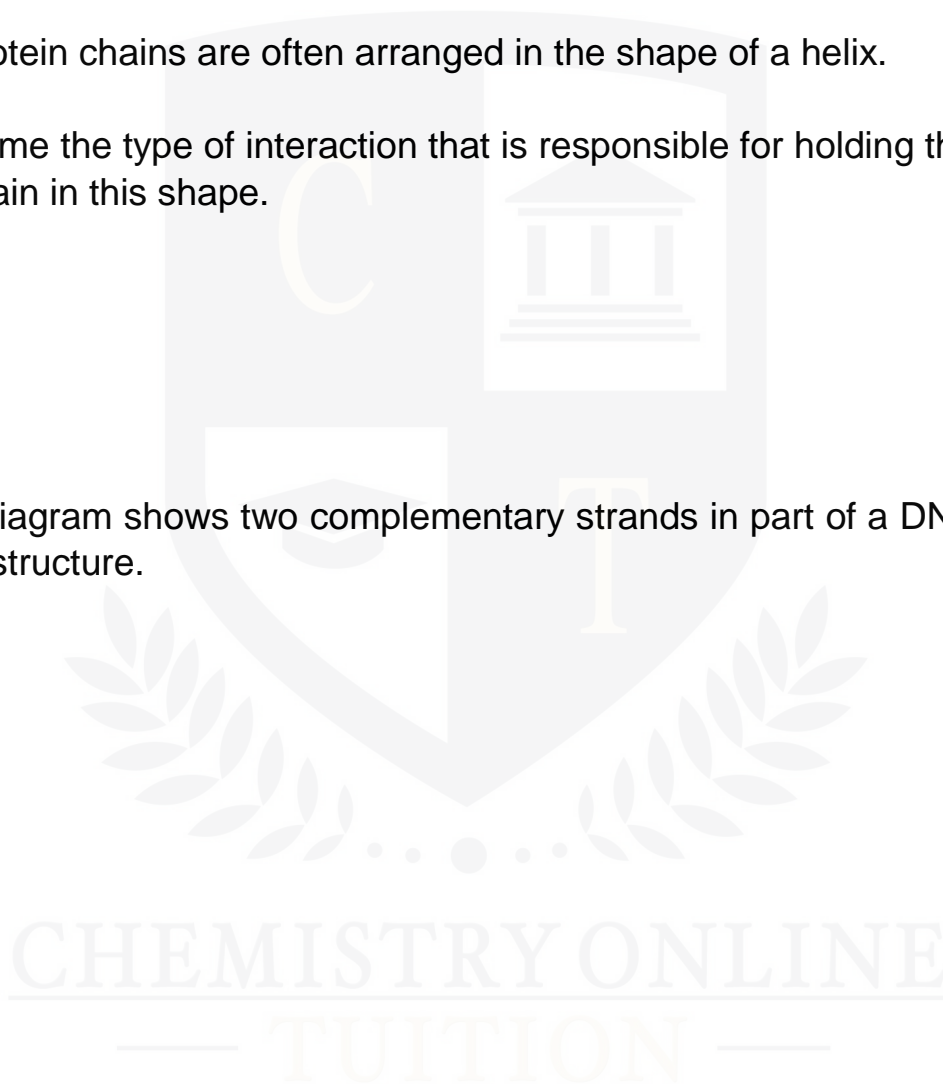 otein chains are often arranged in the shape of a helix.
me the type of interaction that is responsible for holding th
ain in this shape.
C
T
iagram shows two complementary strands in part of a DN
structure.
CHEMISTRY ONLINE
TUITION